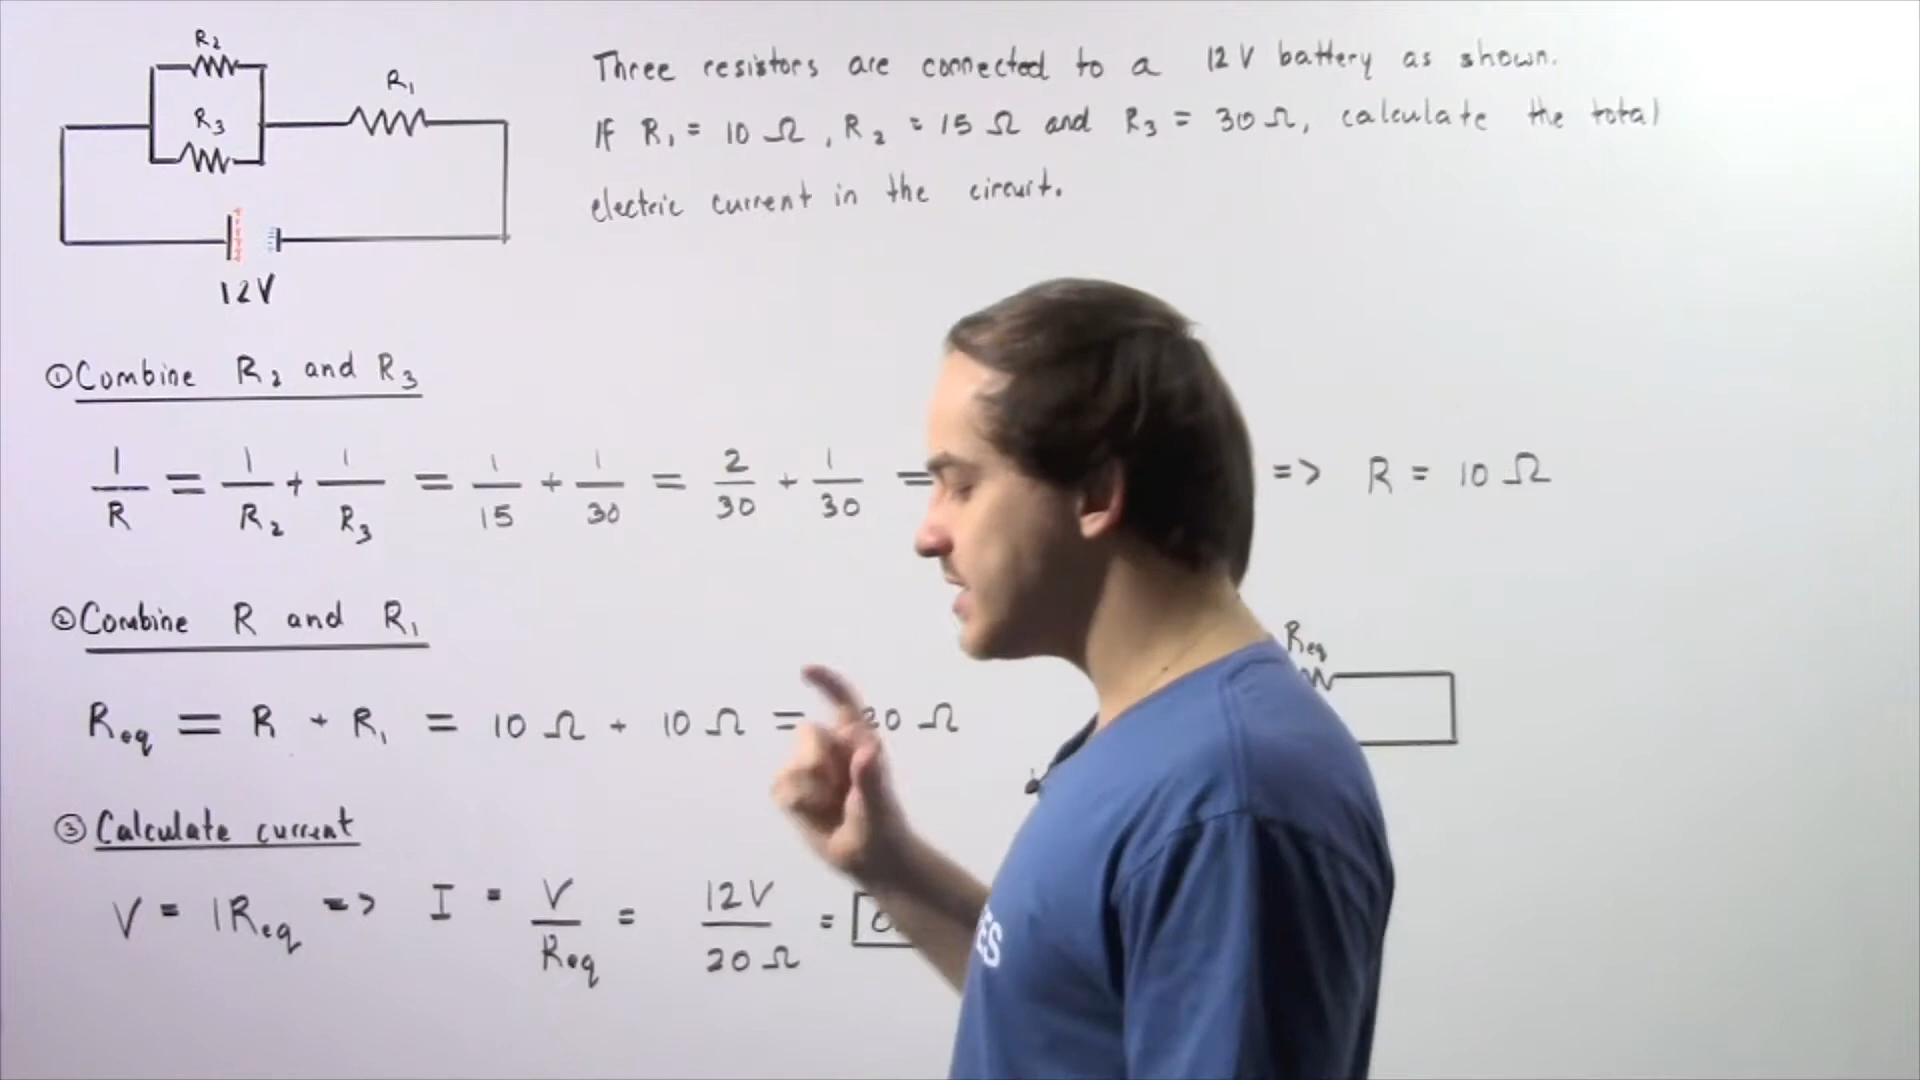 R₂
R₁
R₃
12V
Three resistors are connected to a 12 V battery as shown.
If R₁ = 10 Ω, R₂ = 15 Ω and R₃ = 30 Ω, calculate the total
electric current in the circuit.
① Combine R₂ and R₃
1/R = 1/R₂ + 1/R₃ = 1/15 + 1/30 = 2/30 + 1/30 = => R = 10 Ω
② Combine R and R₁
Req
Req = R + R₁ = 10 Ω + 10 Ω = 20 Ω
③ Calculate current
V = IReq => I = V/Req = 12V/20 Ω =
ES